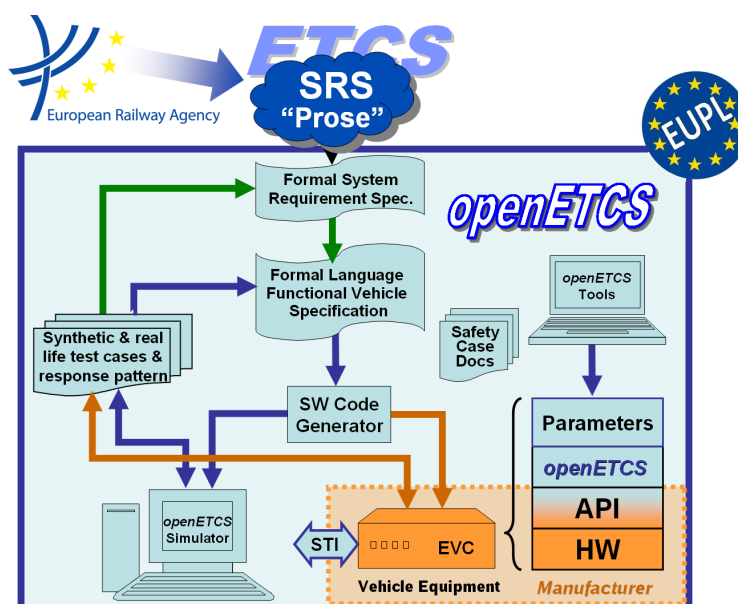 ETCS
SRS
“Prose”
European Railway Agency
EUPL
Formal System
Requirement Spec.
openETCS
Formal Language
Functional Vehicle
Specification
openETCS
Tools
Synthetic & real
life test cases &
response pattern
Safety
Case
Docs
SW Code
Generator
Parameters
openETCS
API
HW
openETCS
Simulator
STI
EVC
Vehicle Equipment
Manufacturer